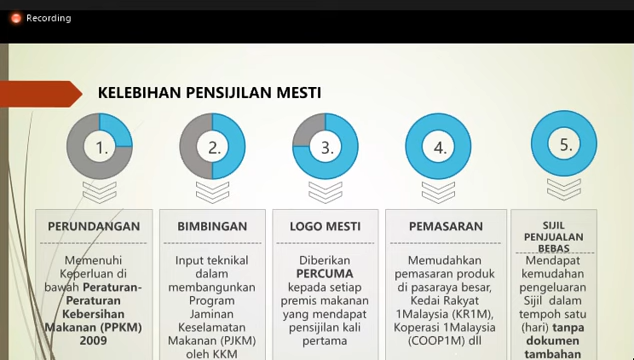 Recording
KELEBIHAN PENSIJILAN MESTI
1.
2.
3.
4.
5.
PERUNDANGAN
Memenuhi
Keperluan di
bawah Peraturan-
Peraturan
Kebersihan
Makanan (PPKM)
2009
BIMBINGAN
Input teknikal
dalam
membangunkan
Program
Jaminan
Keselamatan
Makanan (PJKM)
oleh KKM
LOGO MESTI
Diberikan
PERCUMA
kepada setiap
premis makanan
yang mendapat
pensijilan kali
pertama
PEMASARAN
Memudahkan
pemasaran produk
di pasaraya besar,
Kedai Rakyat
1Malaysia (KR1M),
Koperasi 1Malaysia
(COOP1M) dll
SIJIL
PENJUALAN
BEBAS
Mendapat
kemudahan
pengeluaran
Sijil dalam
tempoh satu
(hari) tanpa
dokumen
tambahan